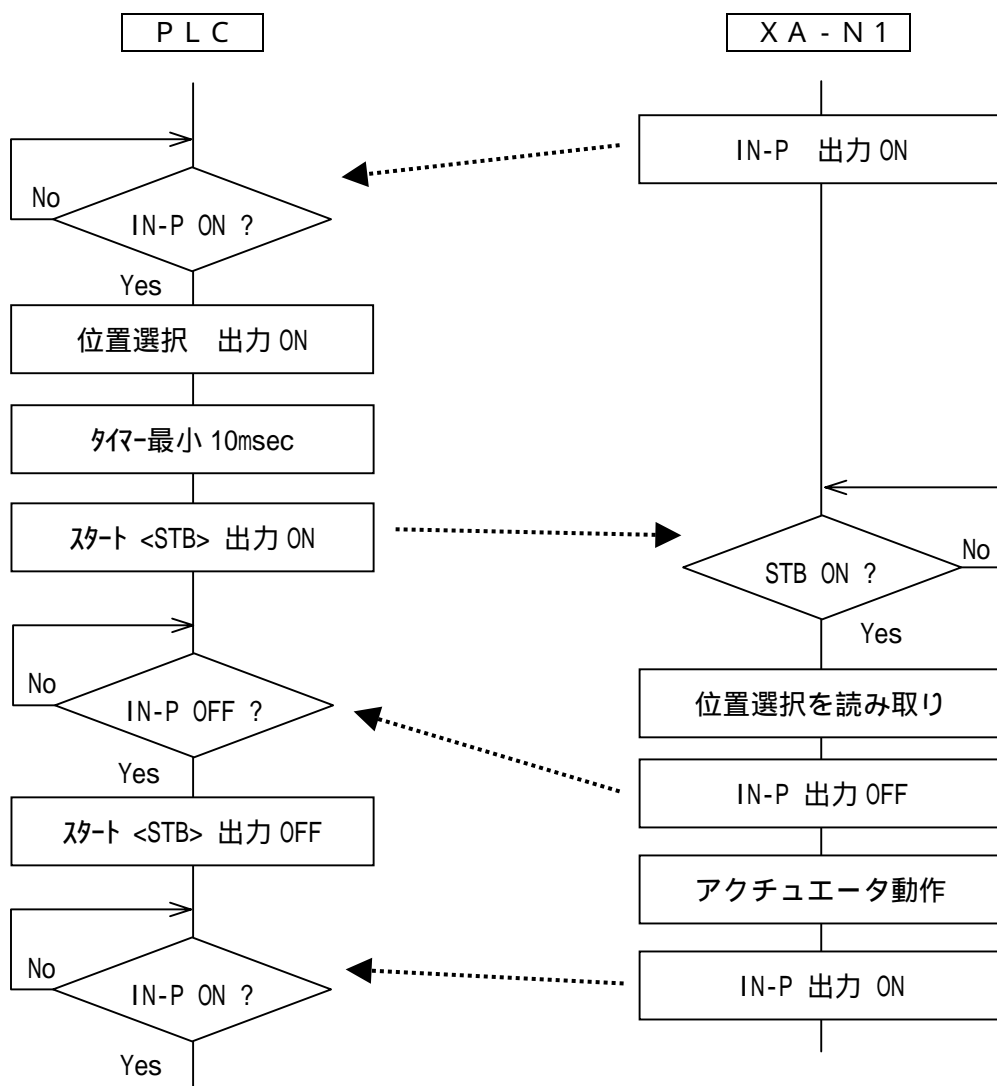 PLC
XA-N1
IN-P 出力 ON
No
IN-P ON ?
Yes
位置選択 出力 ON
ﾀｲﾏｰ最小 10msec
ｽﾀｰﾄ <STB> 出力 ON
STB ON ?
No
Yes
No
IN-P OFF ?
Yes
位置選択を読み取り
IN-P 出力 OFF
ｽﾀｰﾄ <STB> 出力 OFF
アクチュエータ動作
No
IN-P ON ?
Yes
IN-P 出力 ON